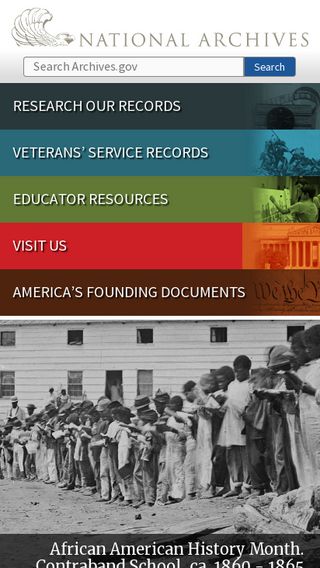 NATIONAL ARCHIVES
Search Archives.gov
Search
RESEARCH OUR RECORDS
VETERANS’ SERVICE RECORDS
EDUCATOR RESOURCES
VISIT US
AMERICA’S FOUNDING DOCUMENTS
We the
African American History Month.
Contraband School, ca. 1860 - 1865